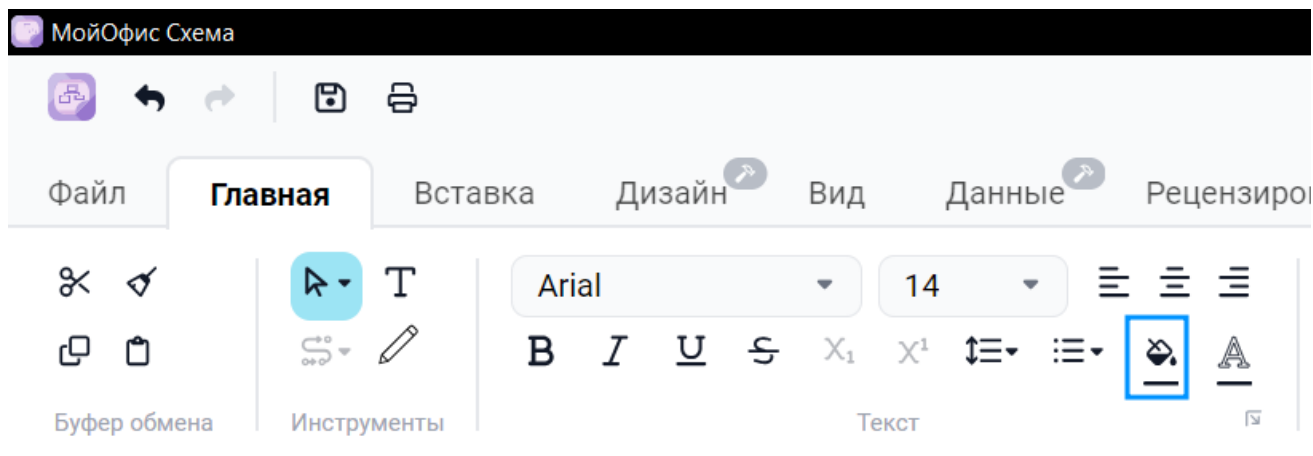 МойОфис Схема
Файл Главная Вставка Дизайн Вид Данные Рецензиро
Arial 14
B I U S X₁ X¹ A
Буфер обмена Инструменты Текст